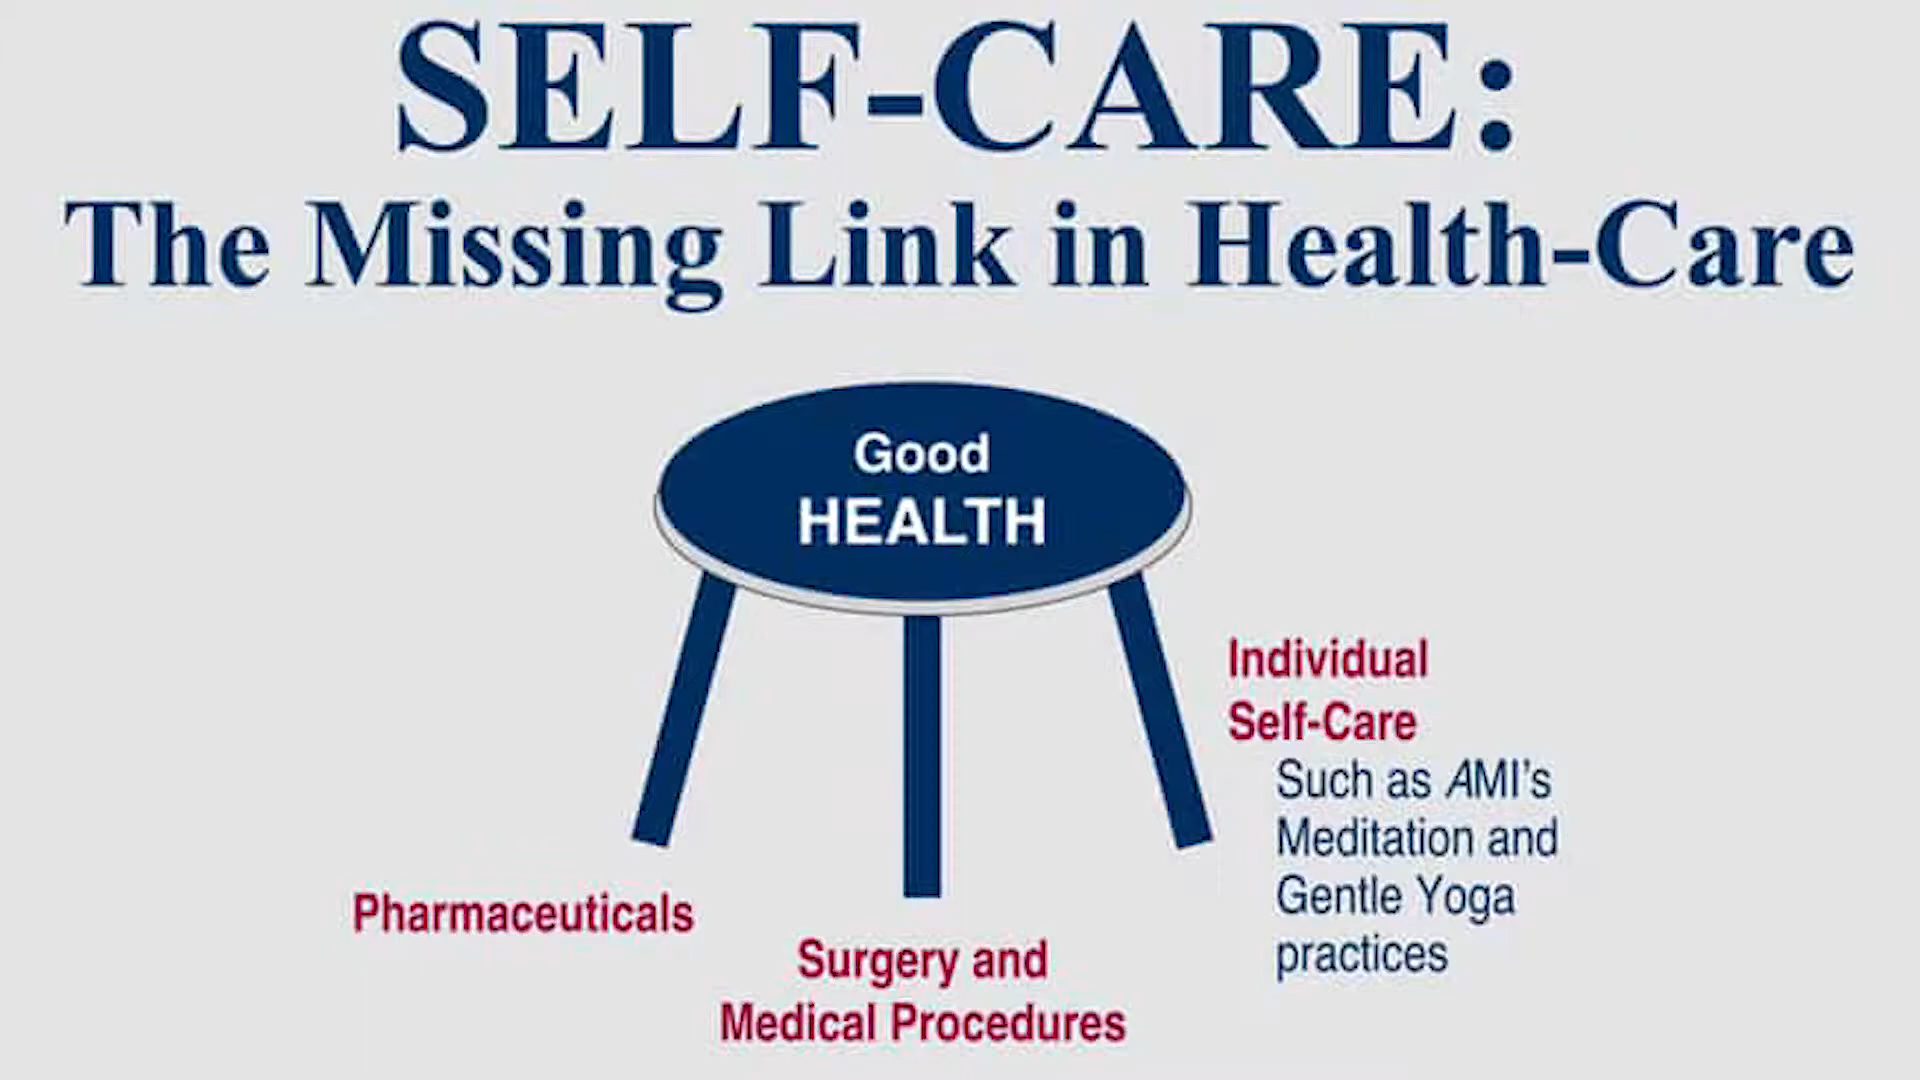 SELF-CARE:
The Missing Link in Health-Care
Good
HEALTH
Individual
Self-Care
Such as AMI's
Meditation and
Gentle Yoga
practices
Pharmaceuticals
Surgery and
Medical Procedures